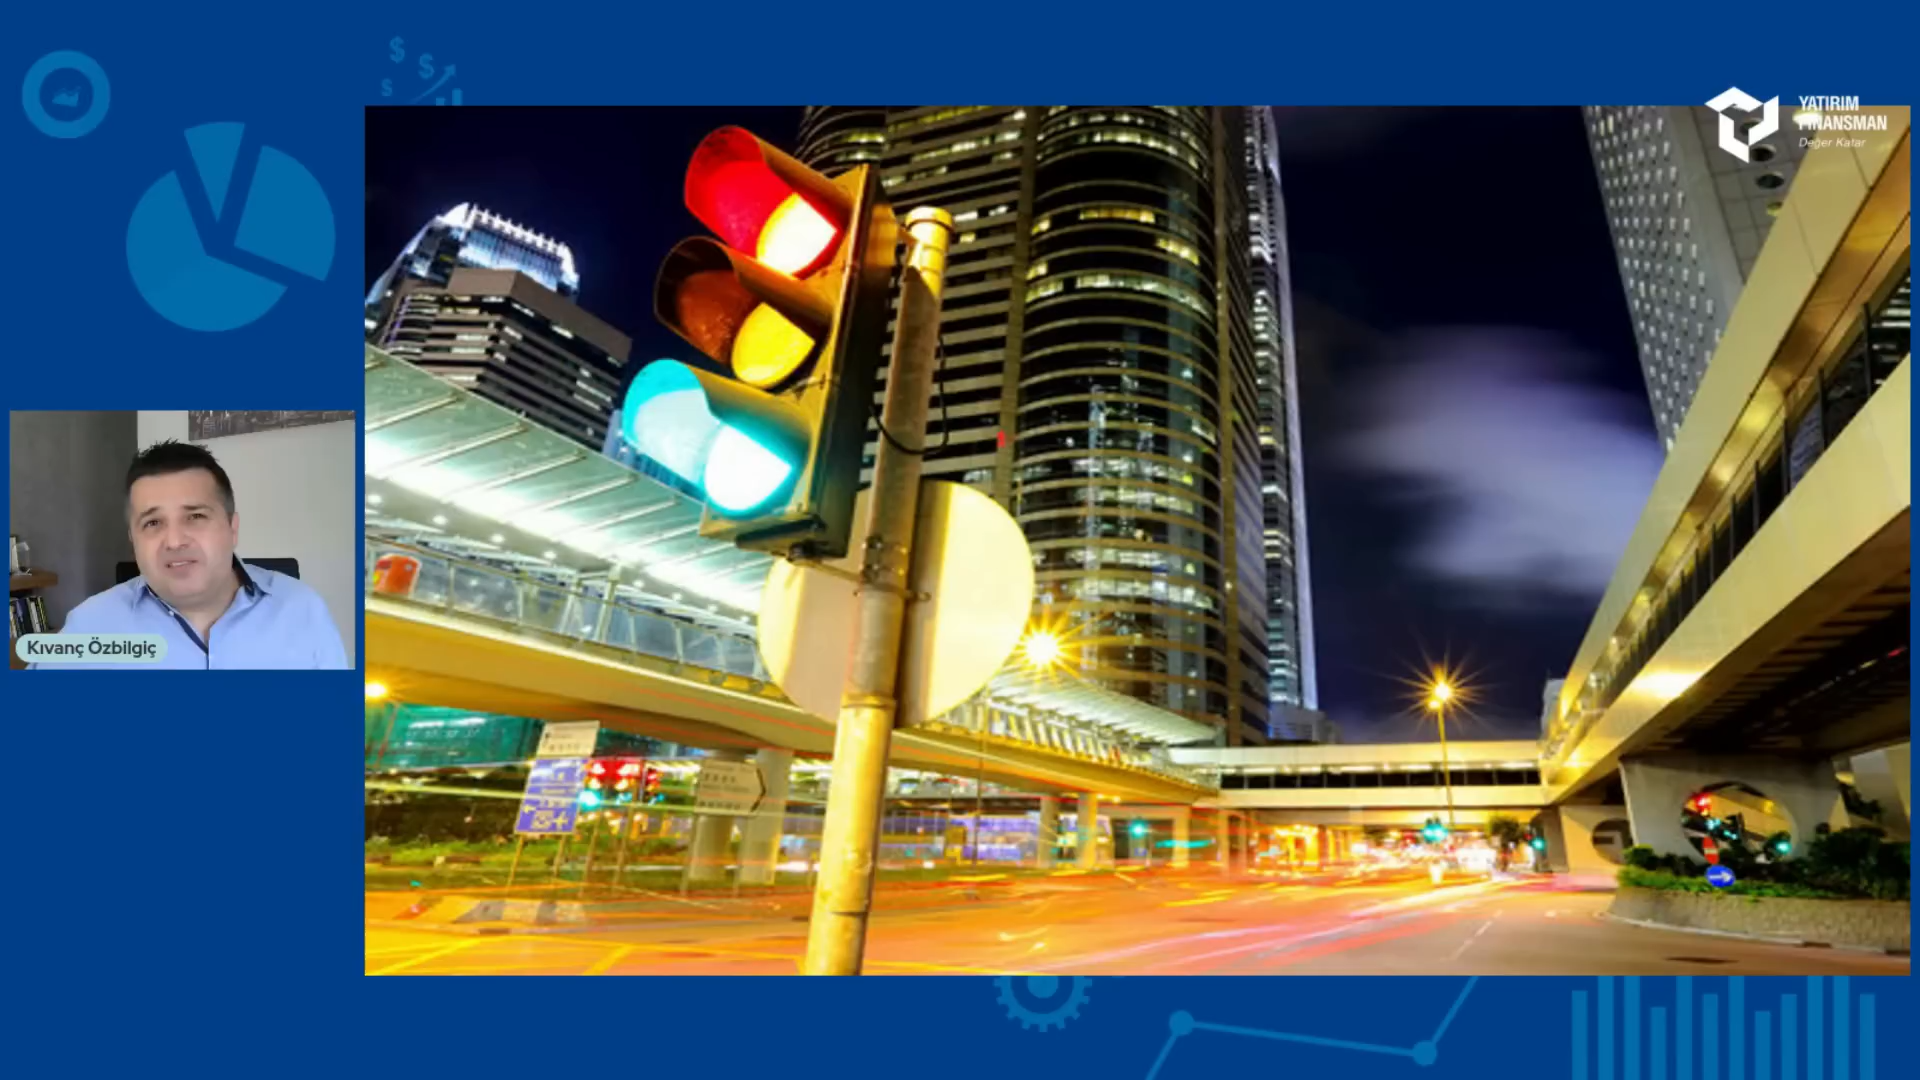 YATIRIM
FİNANSMAN
Değer Katar
Kıvanç Özbilgiç